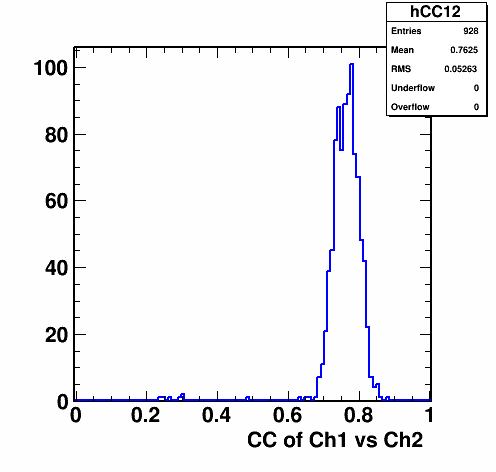 hCC12
Entries 928
Mean 0.7625
RMS 0.05263
Underflow 0
Overflow 0
100
80
60
40
20
0
0 0.2 0.4 0.6 0.8 1
CC of Ch1 vs Ch2